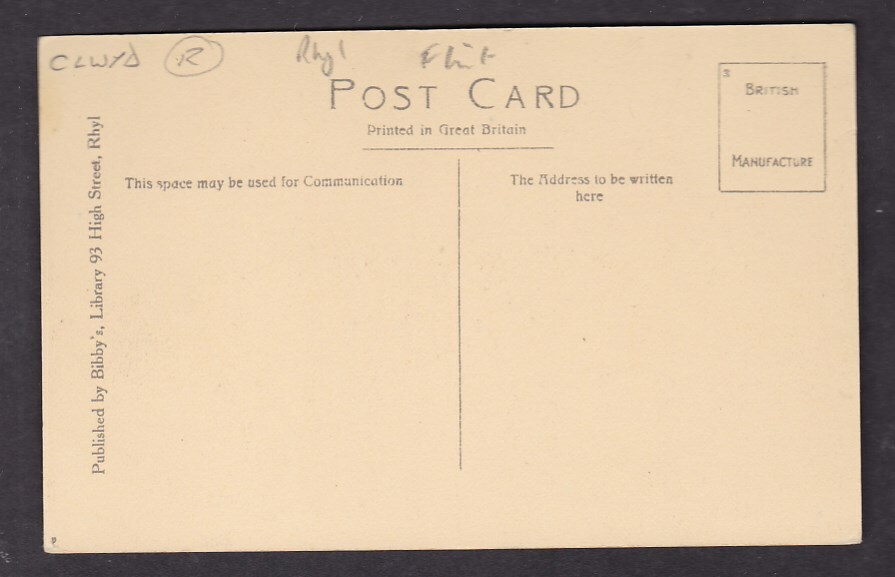 CLWYD R Rhyl Flint
POST CARD
Printed in Great Britain
S
BRITISH
MANUFACTURE
This space may be used for Communication
The Address to be written
here
Published by Bibby's, Library 93 High Street, Rhyl
P